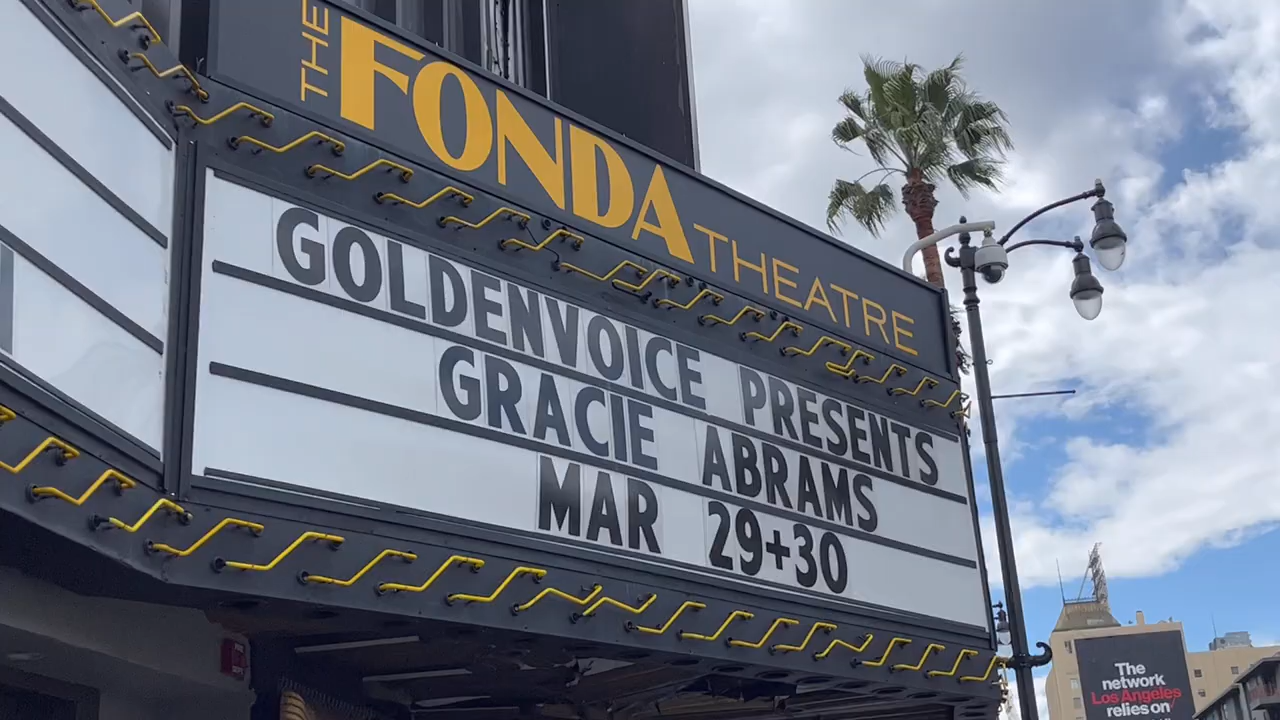 THE FONDA THEATRE
GOLDENVOICE PRESENTS
GRACIE ABRAMS
MAR 29+30
The
network
Los Angeles
relies on